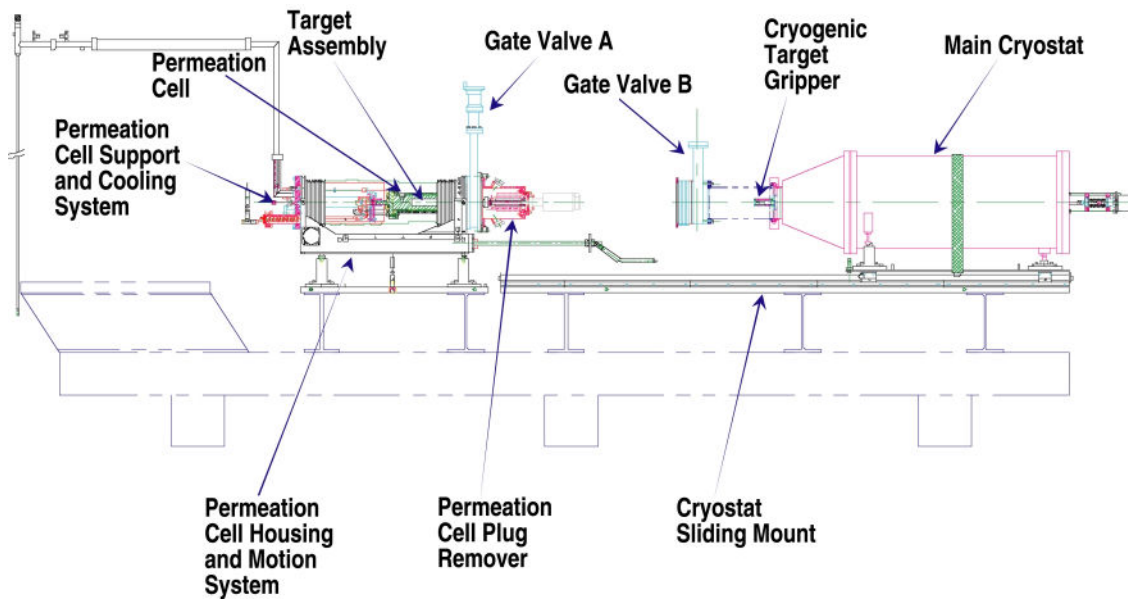 Target
Assembly
Permeation
Cell
Gate Valve A
Gate Valve B
Cryogenic
Target
Gripper
Main Cryostat
Permeation
Cell Support
and Cooling
System
Permeation
Cell Housing
and Motion
System
Permeation
Cell Plug
Remover
Cryostat
Sliding Mount